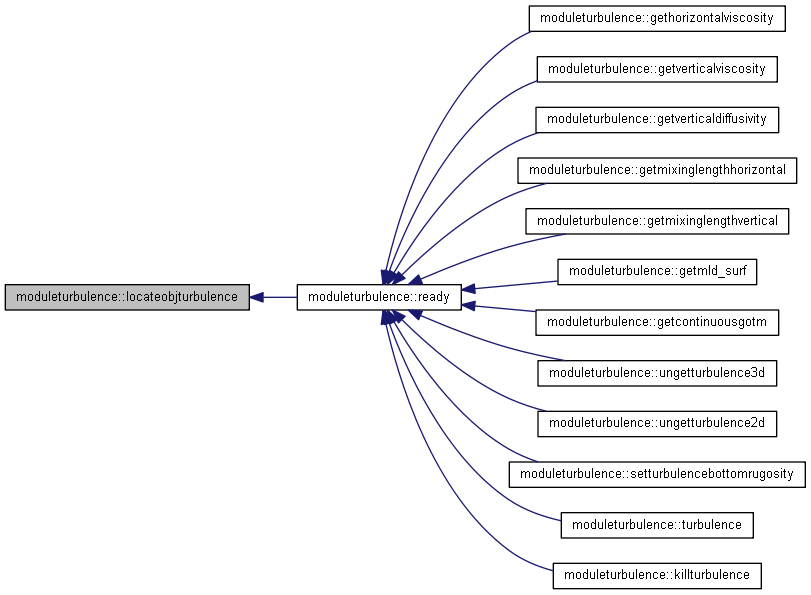 moduleturbulence::gethorizontalviscosity
moduleturbulence::getverticalviscosity
moduleturbulence::getverticaldiffusivity
moduleturbulence::getmixinglengthhorizontal
moduleturbulence::getmixinglengthvertical
moduleturbulence::getmld_surf
moduleturbulence::locateobjturbulence
moduleturbulence::ready
moduleturbulence::getcontinuousgotm
moduleturbulence::ungetturbulence3d
moduleturbulence::ungetturbulence2d
moduleturbulence::setturbulencebottomrugosity
moduleturbulence::turbulence
moduleturbulence::killturbulence